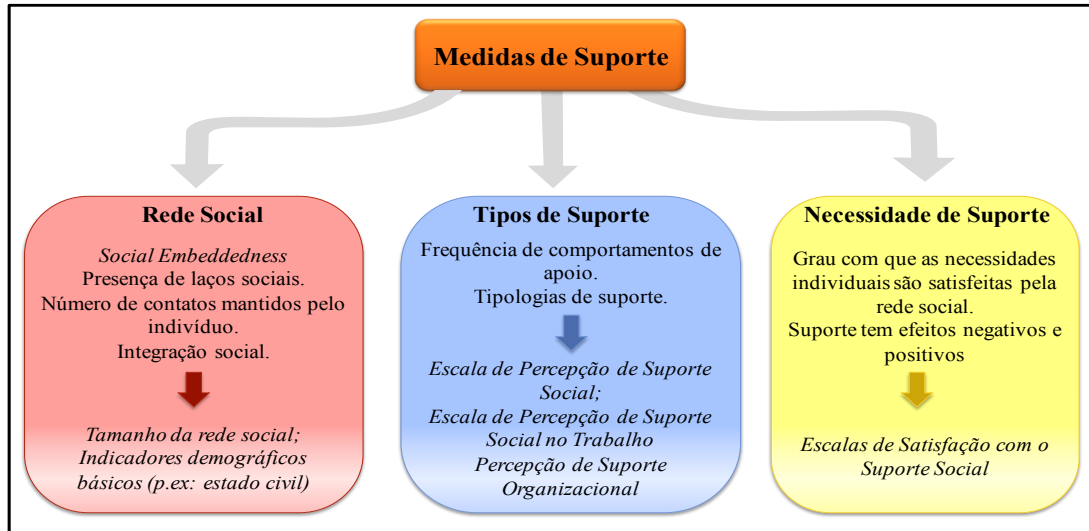 Medidas de Suporte
Rede Social
Social Embeddedness
Presença de laços sociais.
Número de contatos mantidos pelo
indivíduo.
Integração social.
Tamanho da rede social;
Indicadores demográficos
básicos (p.ex: estado civil)
Tipos de Suporte
Frequência de comportamentos de
apoio.
Tipologias de suporte.
Escala de Percepção de Suporte
Social;
Escala de Percepção de Suporte
Social no Trabalho
Percepção de Suporte
Organizacional
Necessidade de Suporte
Grau com que as necessidades
individuais são satisfeitas pela
rede social.
Suporte tem efeitos negativos e
positivos
Escalas de Satisfação com o
Suporte Social